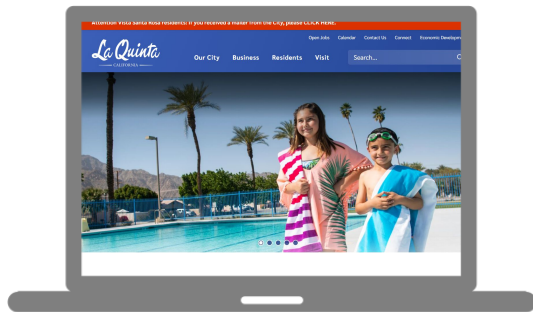 Attention Vista Santa Rosa residents: If you received a mailer from the City, please CLICK HERE.
Open Jobs Calendar Contact Us Connect Economic Developm
La Quinta
CALIFORNIA
Our City Business Residents Visit Search...